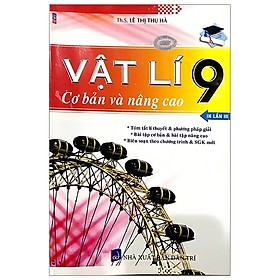 Th.S. LÊ THỊ THU HÀ
VẬT LÍ 9
Cơ bản và nâng cao
IN LẦN III
* Tóm tắt lí thuyết & phương pháp giải
* Bài tập cơ bản & bài tập nâng cao
* Biên soạn theo chương trình & SGK mới
NHÀ XUẤT BẢN DÂN TRÍ